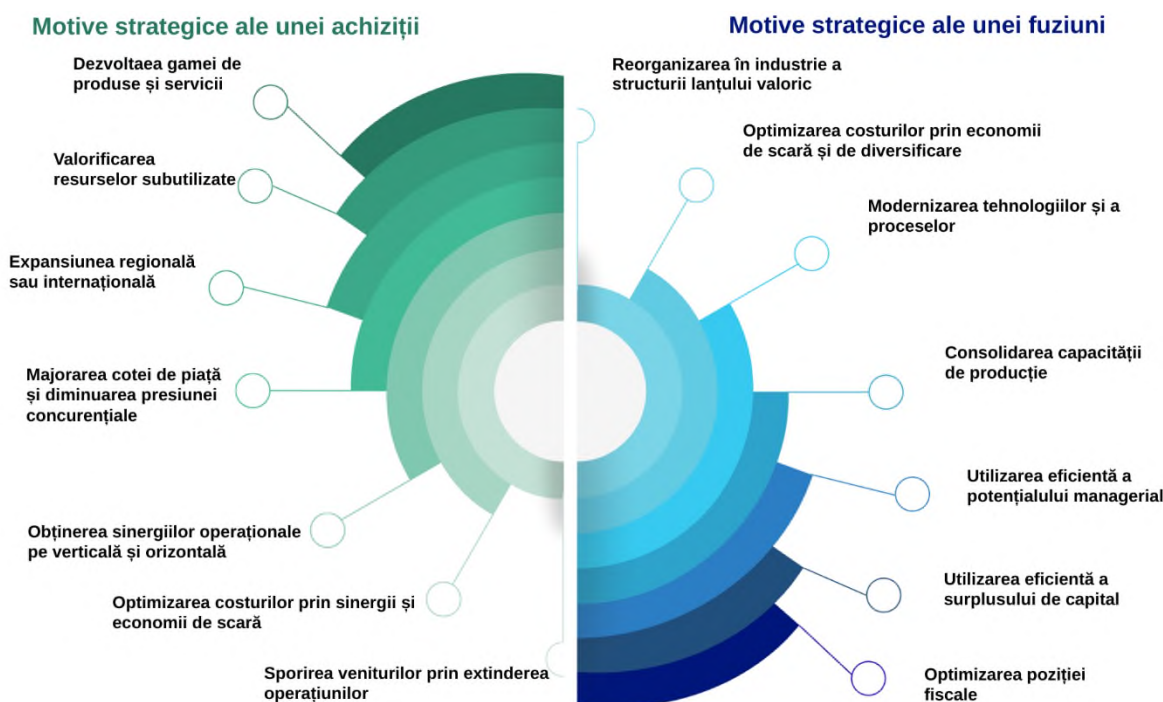 Motive strategice ale unei achiziții
Dezvoltaea gamei de
produse și servicii
Valorificarea
resurselor subutilizate
Expansiunea regională
sau internațională
Majorarea cotei de piață
și diminuarea presiunei
concurențiale
Obținerea sinergiilor operaționale
pe verticală și orizontală
Optimizarea costurilor prin sinergii și
economii de scară
Sporirea veniturilor prin extinderea
operațiunilor
Motive strategice ale unei fuziuni
Reorganizarea în industrie a
structurii lanțului valoric
Optimizarea costurilor prin economii
de scară și de diversificare
Modernizarea tehnologiilor și a
proceselor
Consolidarea capacității
de producție
Utilizarea eficientă a
potențialului managerial
Utilizarea eficientă a
surplusului de capital
Optimizarea poziției
fiscale